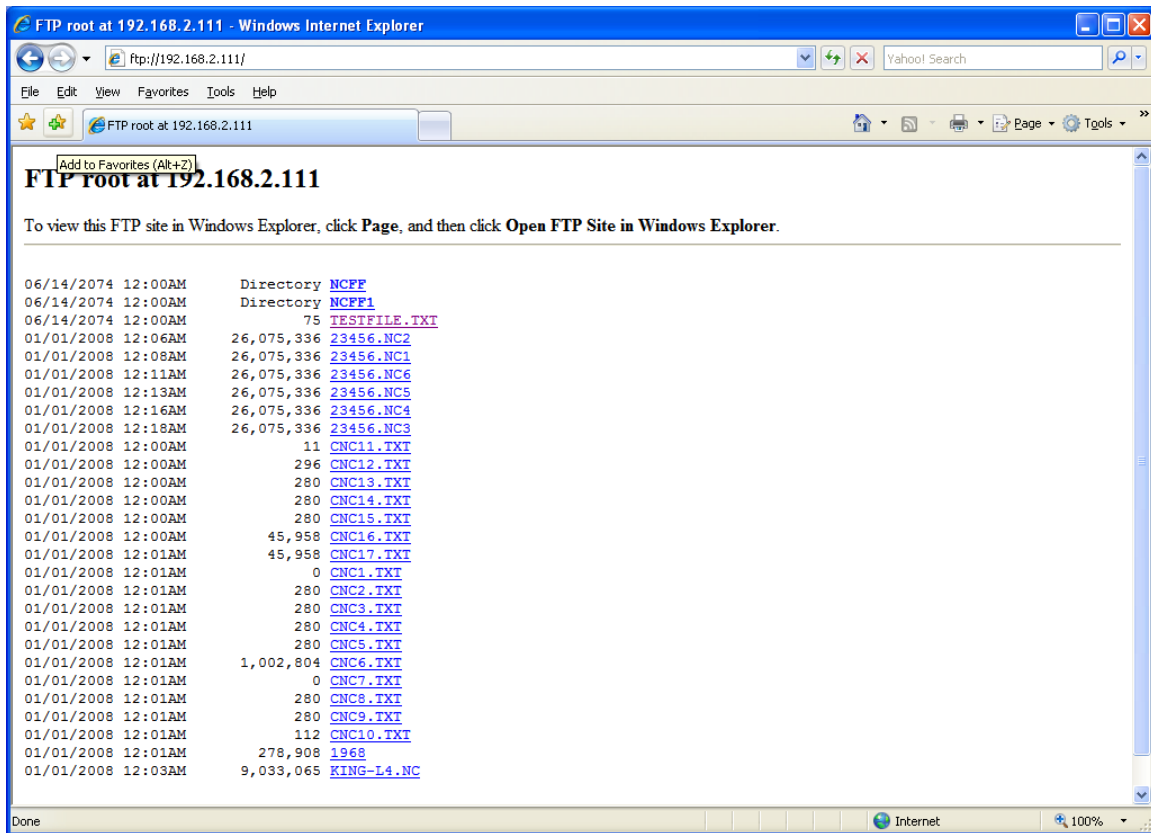 FTP root at 192.168.2.111 - Windows Internet Explorer
ftp://192.168.2.111/ Yahoo! Search
File Edit View Favorites Tools Help
FTP root at 192.168.2.111 Page Tools
Add to Favorites (Alt+Z)
FTP root at 192.168.2.111
To view this FTP site in Windows Explorer, click Page, and then click Open FTP Site in Windows Explorer.
06/14/2074 12:00AM Directory NCFF
06/14/2074 12:00AM Directory NCFF1
06/14/2074 12:00AM 75 TESTFILE.TXT
01/01/2008 12:06AM 26,075,336 23456.NC2
01/01/2008 12:08AM 26,075,336 23456.NC1
01/01/2008 12:11AM 26,075,336 23456.NC6
01/01/2008 12:13AM 26,075,336 23456.NC5
01/01/2008 12:16AM 26,075,336 23456.NC4
01/01/2008 12:18AM 26,075,336 23456.NC3
01/01/2008 12:00AM 11 CNC11.TXT
01/01/2008 12:00AM 296 CNC12.TXT
01/01/2008 12:00AM 280 CNC13.TXT
01/01/2008 12:00AM 280 CNC14.TXT
01/01/2008 12:00AM 280 CNC15.TXT
01/01/2008 12:00AM 45,958 CNC16.TXT
01/01/2008 12:01AM 45,958 CNC17.TXT
01/01/2008 12:01AM 0 CNC1.TXT
01/01/2008 12:01AM 280 CNC2.TXT
01/01/2008 12:01AM 280 CNC3.TXT
01/01/2008 12:01AM 280 CNC4.TXT
01/01/2008 12:01AM 280 CNC5.TXT
01/01/2008 12:01AM 1,002,804 CNC6.TXT
01/01/2008 12:01AM 0 CNC7.TXT
01/01/2008 12:01AM 280 CNC8.TXT
01/01/2008 12:01AM 280 CNC9.TXT
01/01/2008 12:01AM 112 CNC10.TXT
01/01/2008 12:01AM 278,908 1968
01/01/2008 12:03AM 9,033,065 KING-L4.NC
Done Internet 100%